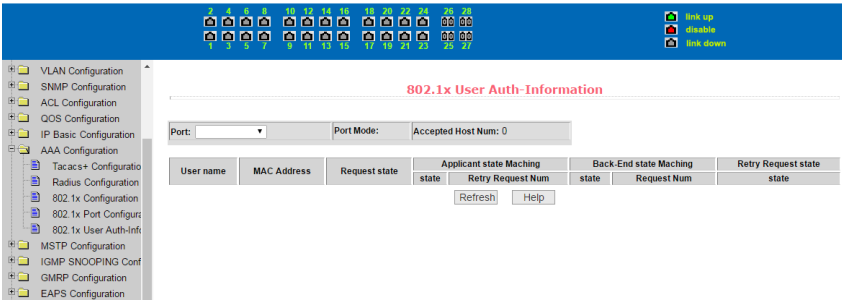 2 4 6 8 10 12 14 16 18 20 22 24 26 28
1 3 5 7 9 11 13 15 17 19 21 23 25 27
link up
disable
link down
VLAN Configuration
SNMP Configuration
ACL Configuration
QOS Configuration
IP Basic Configuration
AAA Configuration
Tacacs+ Configuratio
Radius Configuration
802.1x Configuration
802.1x Port Configura
802.1x User Auth-Info
MSTP Configuration
IGMP SNOOPING Conf
GMRP Configuration
EAPS Configuration
802.1x User Auth-Information
Port: Port Mode: Accepted Host Num: 0
User name MAC Address Request state Applicant state Maching Back-End state Maching Retry Request state
state Retry Request Num state Request Num state
Refresh Help